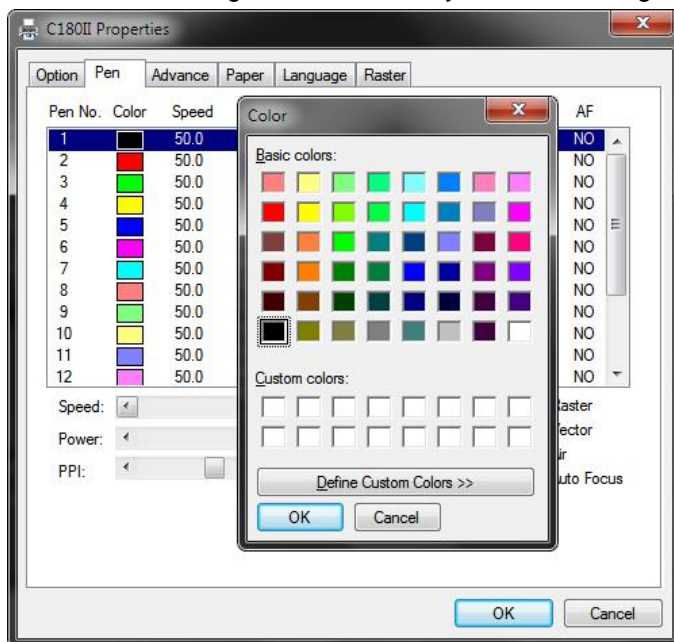 C180II Properties
Option Pen Advance Paper Language Raster
Pen No. Color Speed AF
1 50.0 NO
2 50.0 NO
3 50.0 NO
4 50.0 NO
5 50.0 NO
6 50.0 NO
7 50.0 NO
8 50.0 NO
9 50.0 NO
10 50.0 NO
11 50.0 NO
12 50.0 NO
Color
Basic colors:
Custom colors:
Define Custom Colors >>
OK Cancel
Speed:
Power:
PPI:
aster
ector
ir
uto Focus
OK Cancel